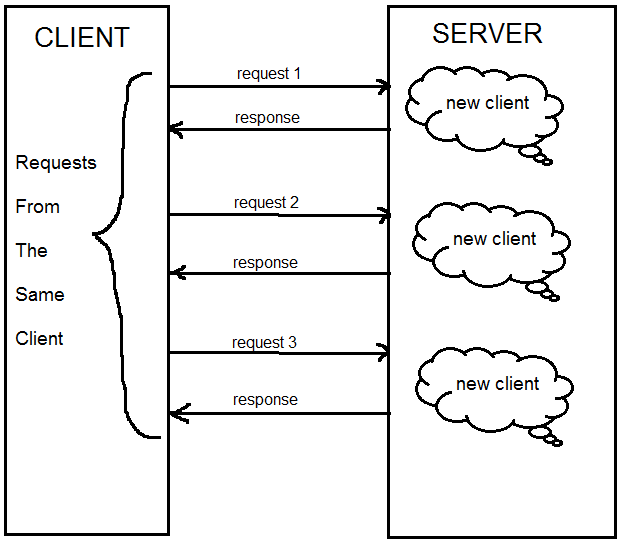 CLIENT
SERVER
request 1
new client
response
Requests
From
The
Same
Client
request 2
new client
response
request 3
new client
response